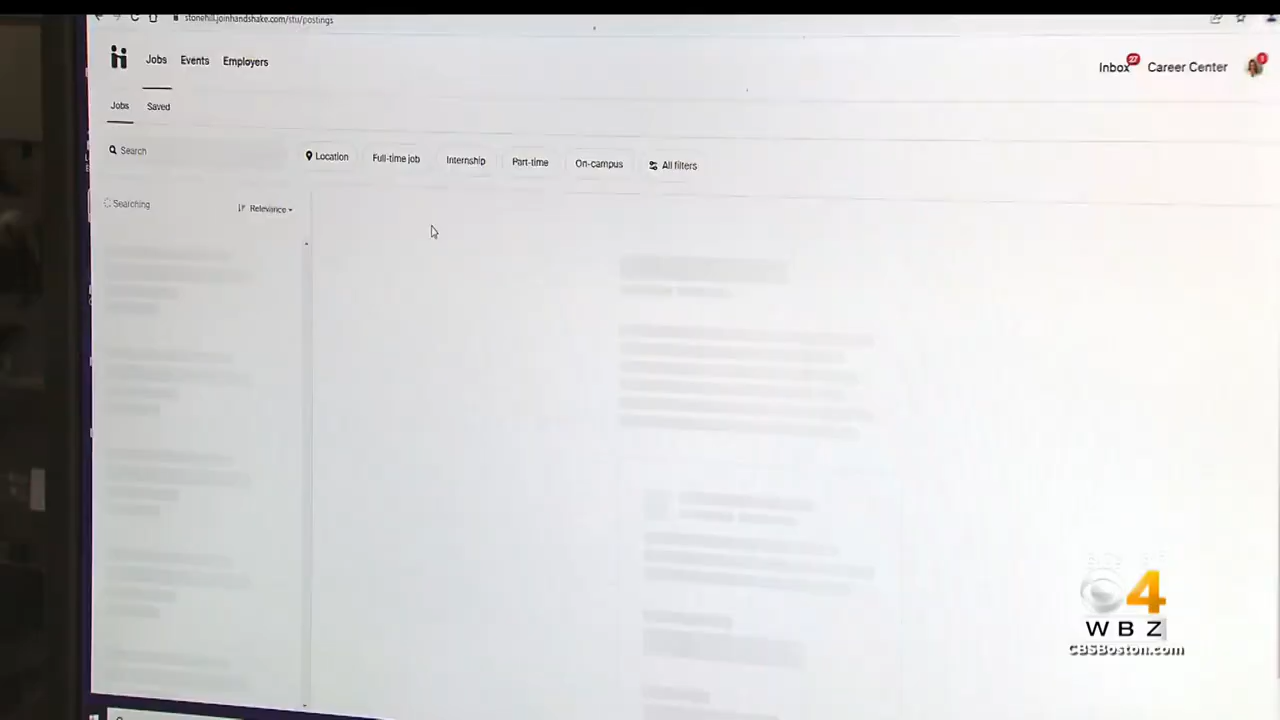 stonehill.joinhandshake.com/stu/postings
Jobs Events Employers
Inbox 27 Career Center
Jobs Saved
Search
Location Full-time job Internship Part-time On-campus All filters
Searching Relevance
4
WBZ
CBSBoston.com